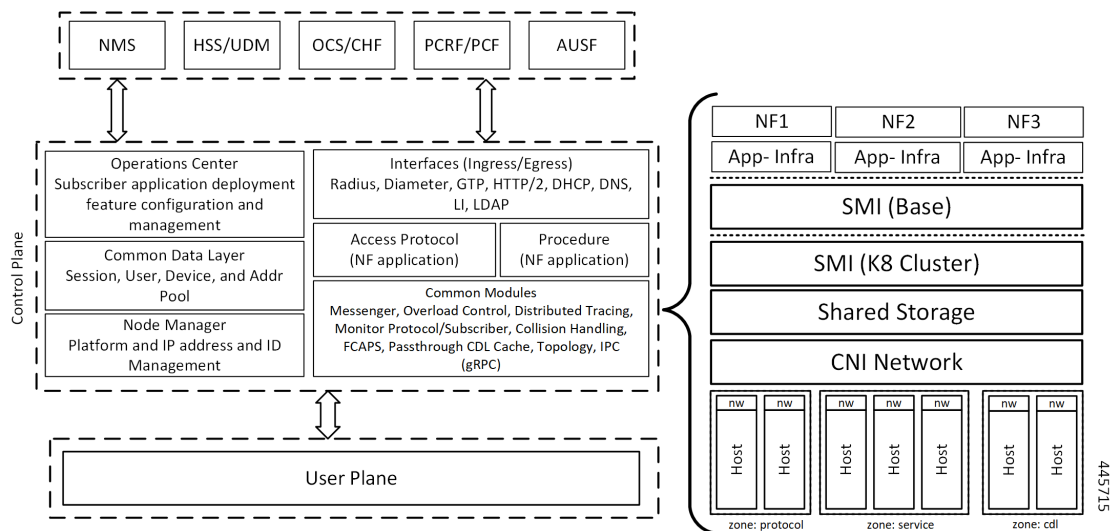 NMS
HSS/UDM
OCS/CHF
PCRF/PCF
AUSF
Control Plane
Operations Center
Subscriber application deployment
feature configuration and
management
Common Data Layer
Session, User, Device, and Addr
Pool
Node Manager
Platform and IP address and ID
Management
Interfaces (Ingress/Egress)
Radius, Diameter, GTP, HTTP/2, DHCP, DNS,
LI, LDAP
Access Protocol
(NF application)
Procedure
(NF application)
Common Modules
Messenger, Overload Control, Distributed Tracing,
Monitor Protocol/Subscriber, Collision Handling,
FCAPS, Passthrough CDL Cache, Topology, IPC
(gRPC)
User Plane
NF1
NF2
NF3
App- Infra
App- Infra
App- Infra
SMI (Base)
SMI (K8 Cluster)
Shared Storage
CNI Network
nw
nw
nw
nw
nw
nw
nw
Host
Host
Host
Host
Host
Host
Host
zone: protocol
zone: service
zone: cdl
445715